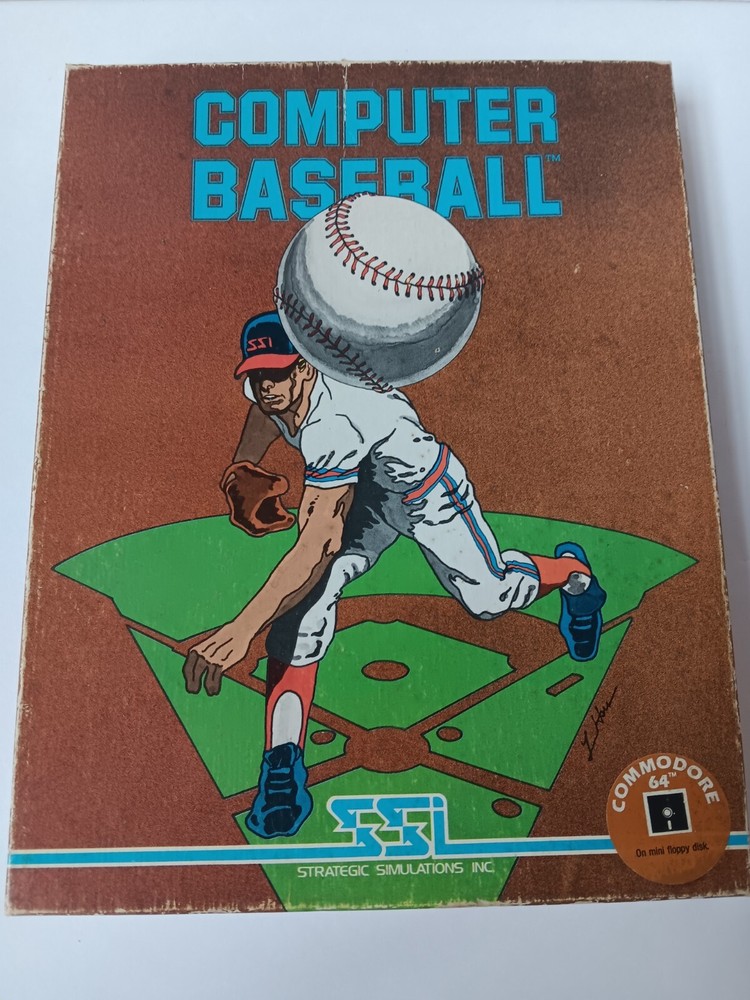 COMPUTER
BASEBALL™
SSI
SSI
STRATEGIC SIMULATIONS INC.
COMMODORE
64™
On mini floppy disk.